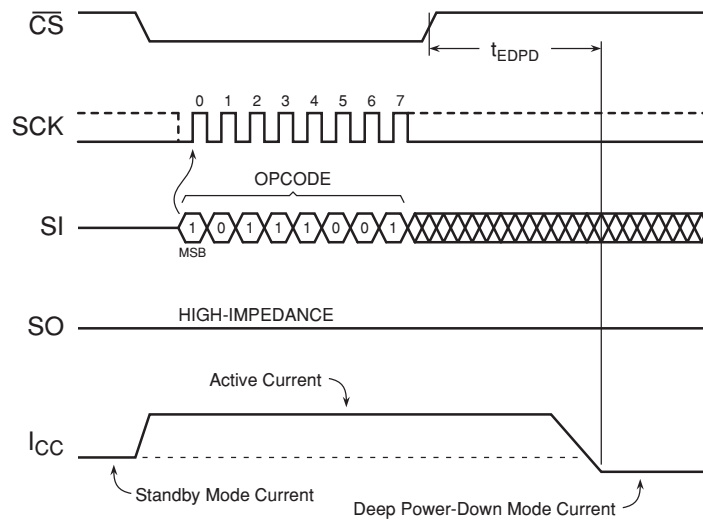 CS
tEDPD
0 1 2 3 4 5 6 7
SCK
OPCODE
SI
1 0 1 1 1 0 0 1
MSB
SO
HIGH-IMPEDANCE
Active Current
ICC
Standby Mode Current
Deep Power-Down Mode Current